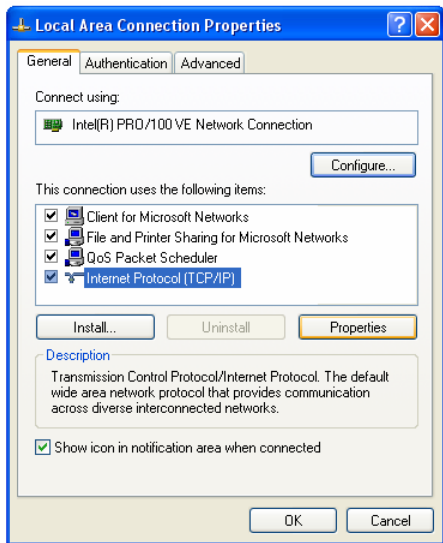 Local Area Connection Properties
General Authentication Advanced
Connect using:
Intel(R) PRO/100 VE Network Connection
Configure...
This connection uses the following items:
Client for Microsoft Networks
File and Printer Sharing for Microsoft Networks
QoS Packet Scheduler
Internet Protocol (TCP/IP)
Install... Uninstall Properties
Description
Transmission Control Protocol/Internet Protocol. The default
wide area network protocol that provides communication
across diverse interconnected networks.
Show icon in notification area when connected
OK Cancel